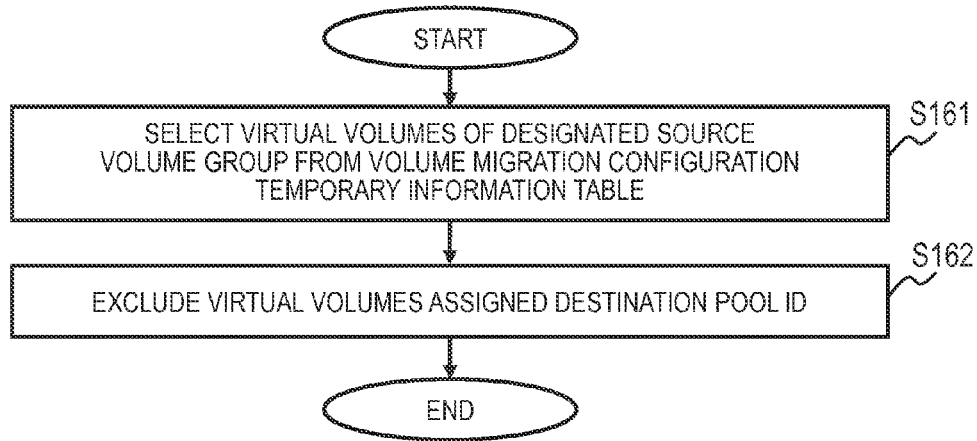 START
S161
SELECT VIRTUAL VOLUMES OF DESIGNATED SOURCE
VOLUME GROUP FROM VOLUME MIGRATION CONFIGURATION
TEMPORARY INFORMATION TABLE
S162
EXCLUDE VIRTUAL VOLUMES ASSIGNED DESTINATION POOL ID
END